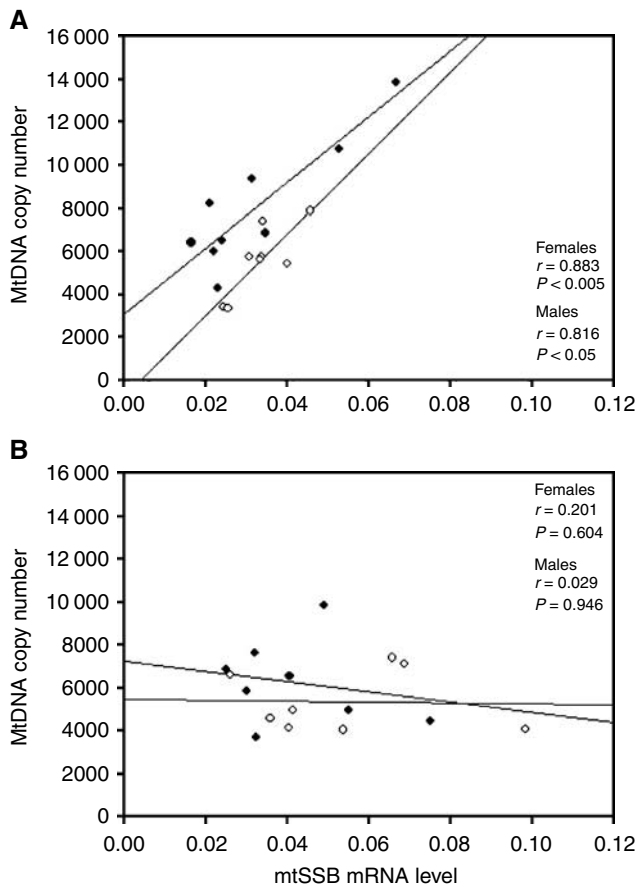 A
16 000
14 000
12 000
10 000
8000
6000
4000
2000
0
MtDNA copy number
0.00 0.02 0.04 0.06 0.08 0.10 0.12
Females
r = 0.883
P < 0.005
Males
r = 0.816
P < 0.05
B
16 000
14 000
12 000
10 000
8000
6000
4000
2000
0
MtDNA copy number
Females
r = 0.201
P = 0.604
Males
r = 0.029
P = 0.946
0.00 0.02 0.04 0.06 0.08 0.10 0.12
mtSSB mRNA level